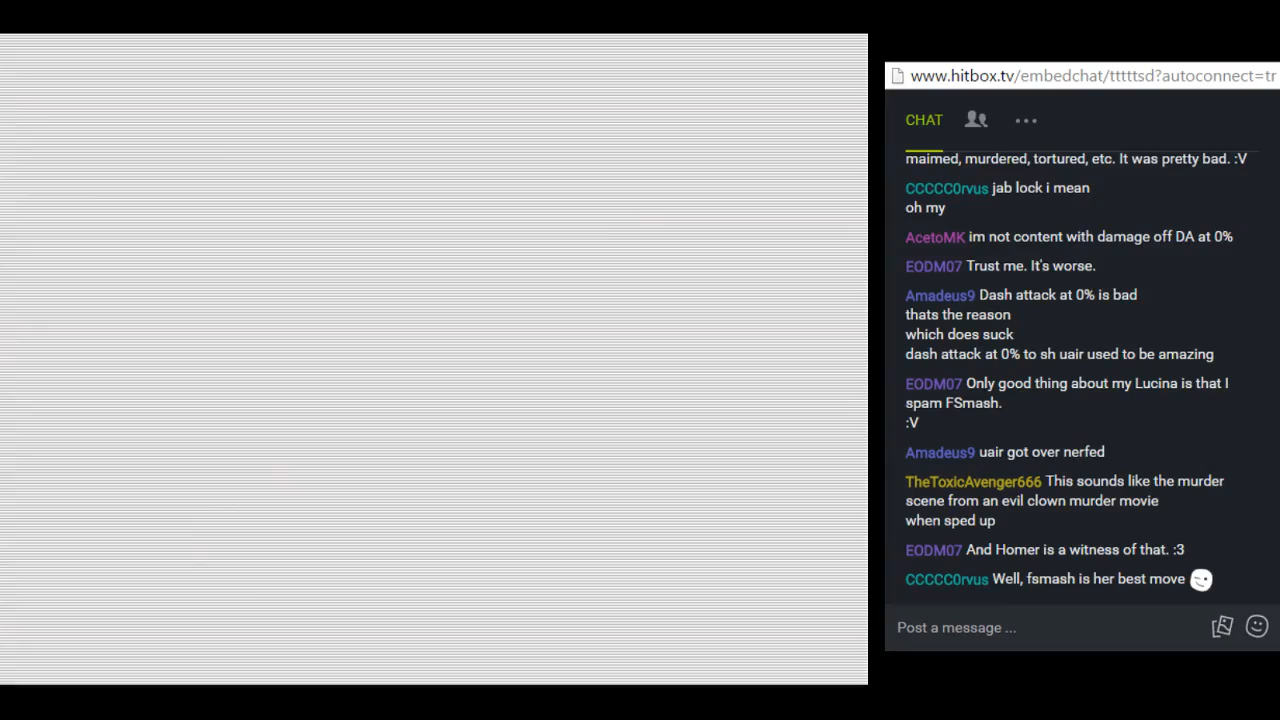 www.hitbox.tv/embedchat/tttttsd?autoconnect=tr
CHAT
maimed, murdered, tortured, etc. It was pretty bad. :V
CCCCC0rvus jab lock i mean
oh my
AcetoMK im not content with damage off DA at 0%
EODM07 Trust me. It's worse.
Amadeus9 Dash attack at 0% is bad
thats the reason
which does suck
dash attack at 0% to sh uair used to be amazing
EODM07 Only good thing about my Lucina is that I
spam FSmash.
:V
Amadeus9 uair got over nerfed
TheToxicAvenger666 This sounds like the murder
scene from an evil clown murder movie
when sped up
EODM07 And Homer is a witness of that. :3
CCCCC0rvus Well, fsmash is her best move
Post a message ...